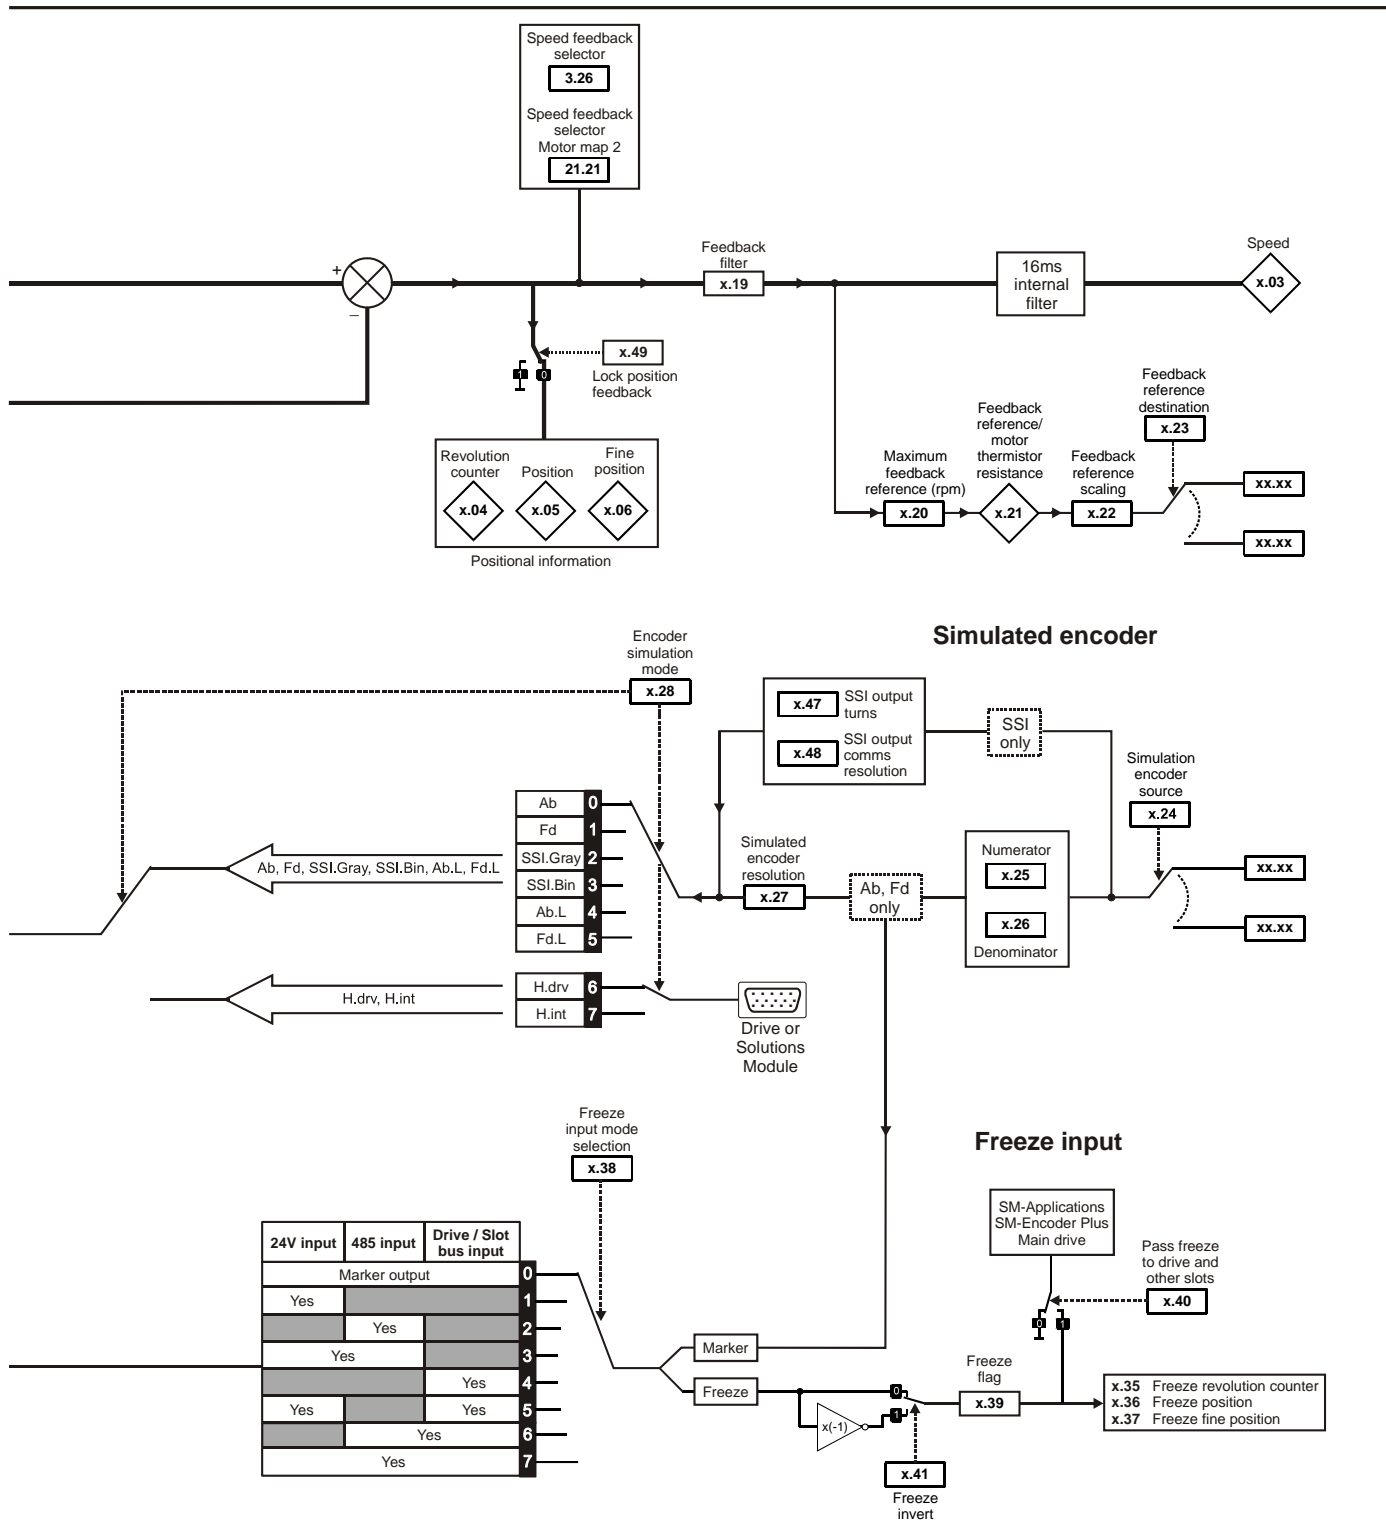 Speed feedback
selector
3.26
Speed feedback
selector
Motor map 2
21.21
Feedback
filter
x.19
16ms
internal
filter
Speed
x.03
+
–
x.49
Lock position
feedback
1 0
Revolution
counter
x.04
Position
x.05
Fine
position
x.06
Positional information
Maximum
feedback
reference (rpm)
x.20
Feedback
reference/
motor
thermistor
resistance
x.21
Feedback
reference
scaling
x.22
Feedback
reference
destination
x.23
xx.xx
xx.xx
Simulated encoder
Encoder
simulation
mode
x.28
x.47 SSI output
turns
x.48 SSI output
comms
resolution
SSI
only
Simulation
encoder
source
x.24
xx.xx
xx.xx
Numerator
x.25
x.26
Denominator
Ab, Fd
only
Simulated
encoder
resolution
x.27
Ab 0
Fd 1
SSI.Gray 2
SSI.Bin 3
Ab.L 4
Fd.L 5
Ab, Fd, SSI.Gray, SSI.Bin, Ab.L, Fd.L
H.drv 6
H.int 7
H.drv, H.int
Drive or
Solutions
Module
Freeze input
Freeze
input mode
selection
x.38
24V input 485 input Drive / Slot
bus input
Marker output 0
Yes 1
Yes 2
Yes 3
Yes 4
Yes Yes 5
Yes 6
Yes 7
Marker
Freeze
x(-1)
0
1
x.41
Freeze
invert
Freeze
flag
x.39
SM-Applications
SM-Encoder Plus
Main drive
0 1
Pass freeze
to drive and
other slots
x.40
x.35 Freeze revolution counter
x.36 Freeze position
x.37 Freeze fine position